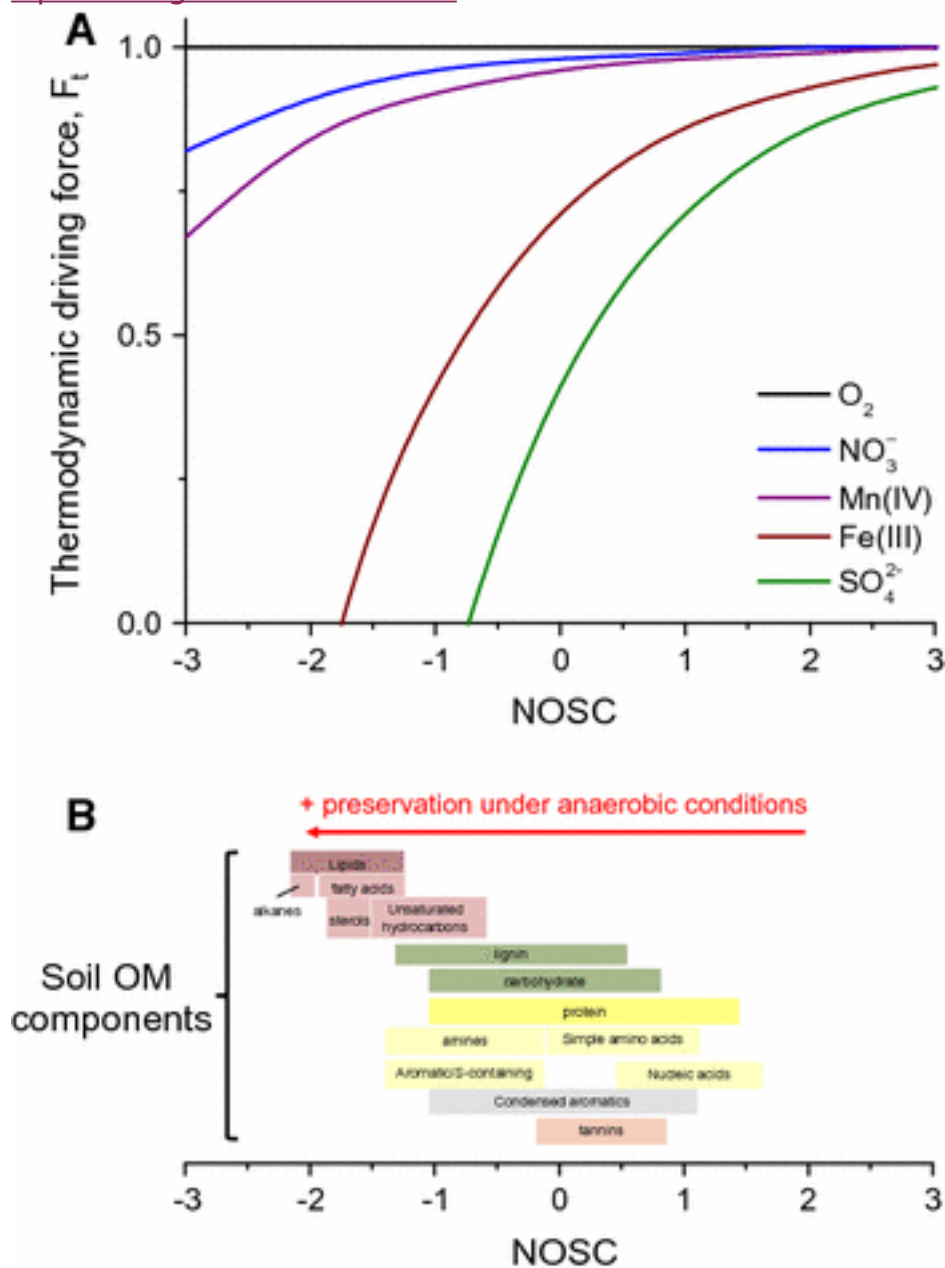 A
Thermodynamic driving force, Fₜ
1.0
0.5
0.0
O₂
NO₃⁻
Mn(IV)
Fe(III)
SO₄²⁻
-3 -2 -1 0 1 2 3
NOSC
B
+ preservation under anaerobic conditions
Lipids
alkanes
fatty acids
sterols
Unsaturated
hydrocarbons
lignin
carbohydrate
protein
amines
Simple amino acids
Aromatic/S-containing
Nucleic acids
Condensed aromatics
tannins
Soil OM
components
-3 -2 -1 0 1 2 3
NOSC